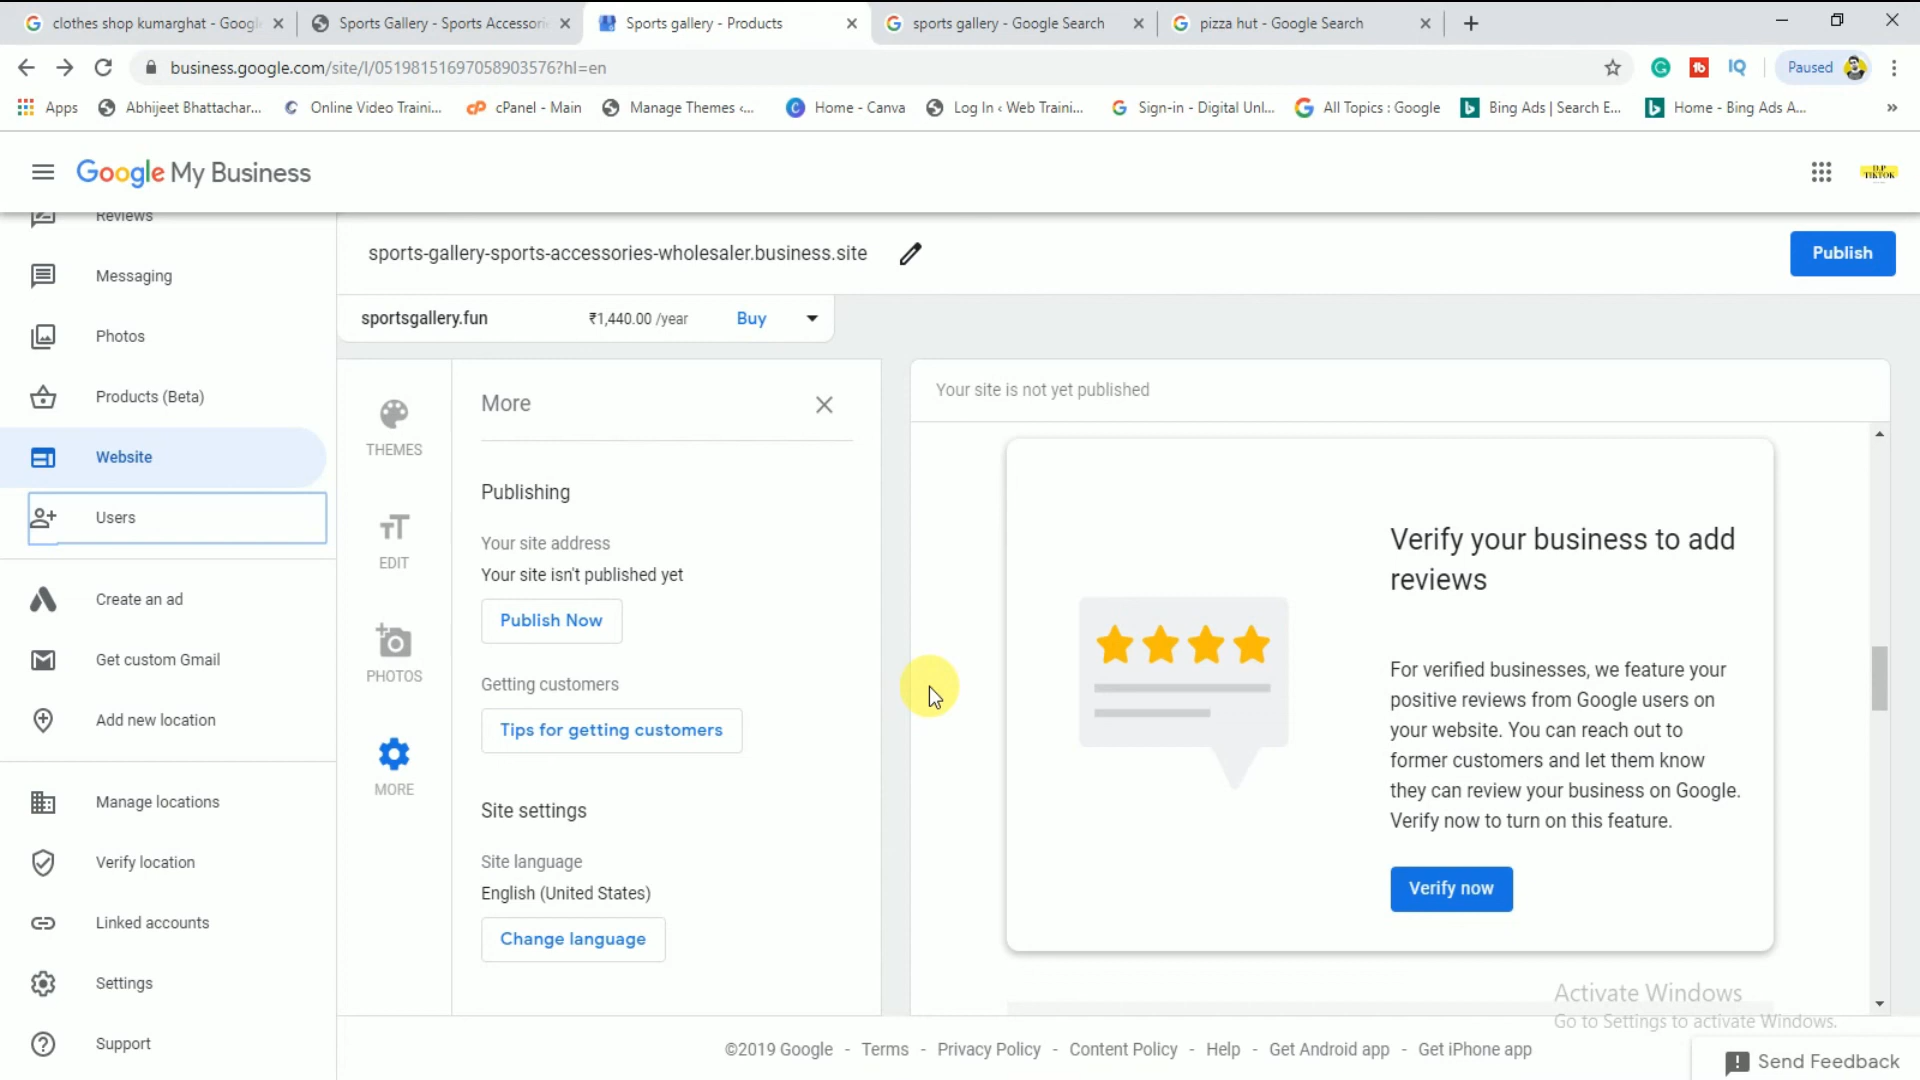 clothes shop kumarghat - Googl
Sports Gallery - Sports Accessori
Sports gallery - Products
sports gallery - Google Search
pizza hut - Google Search
business.google.com/site/l/05198151697058903576?hl=en
Paused
Apps
Abhijeet Bhattachar...
Online Video Traini...
cPanel - Main
Manage Themes ‹...
Home - Canva
Log In ‹ Web Traini...
Sign-in - Digital Unl...
All Topics : Google
Bing Ads | Search E...
Home - Bing Ads A...
Google My Business
D.P
TIKTOK
Reviews
Messaging
Photos
Products (Beta)
Website
Users
Create an ad
Get custom Gmail
Add new location
Manage locations
Verify location
Linked accounts
Settings
Support
sports-gallery-sports-accessories-wholesaler.business.site
Publish
sportsgallery.fun
₹1,440.00 /year
Buy
THEMES
EDIT
PHOTOS
MORE
More
Publishing
Your site address
Your site isn't published yet
Publish Now
Getting customers
Tips for getting customers
Site settings
Site language
English (United States)
Change language
Your site is not yet published
Verify your business to add
reviews
For verified businesses, we feature your
positive reviews from Google users on
your website. You can reach out to
former customers and let them know
they can review your business on Google.
Verify now to turn on this feature.
Verify now
Activate Windows
Go to Settings to activate Windows.
©2019 Google - Terms - Privacy Policy - Content Policy - Help - Get Android app - Get iPhone app
Send Feedback